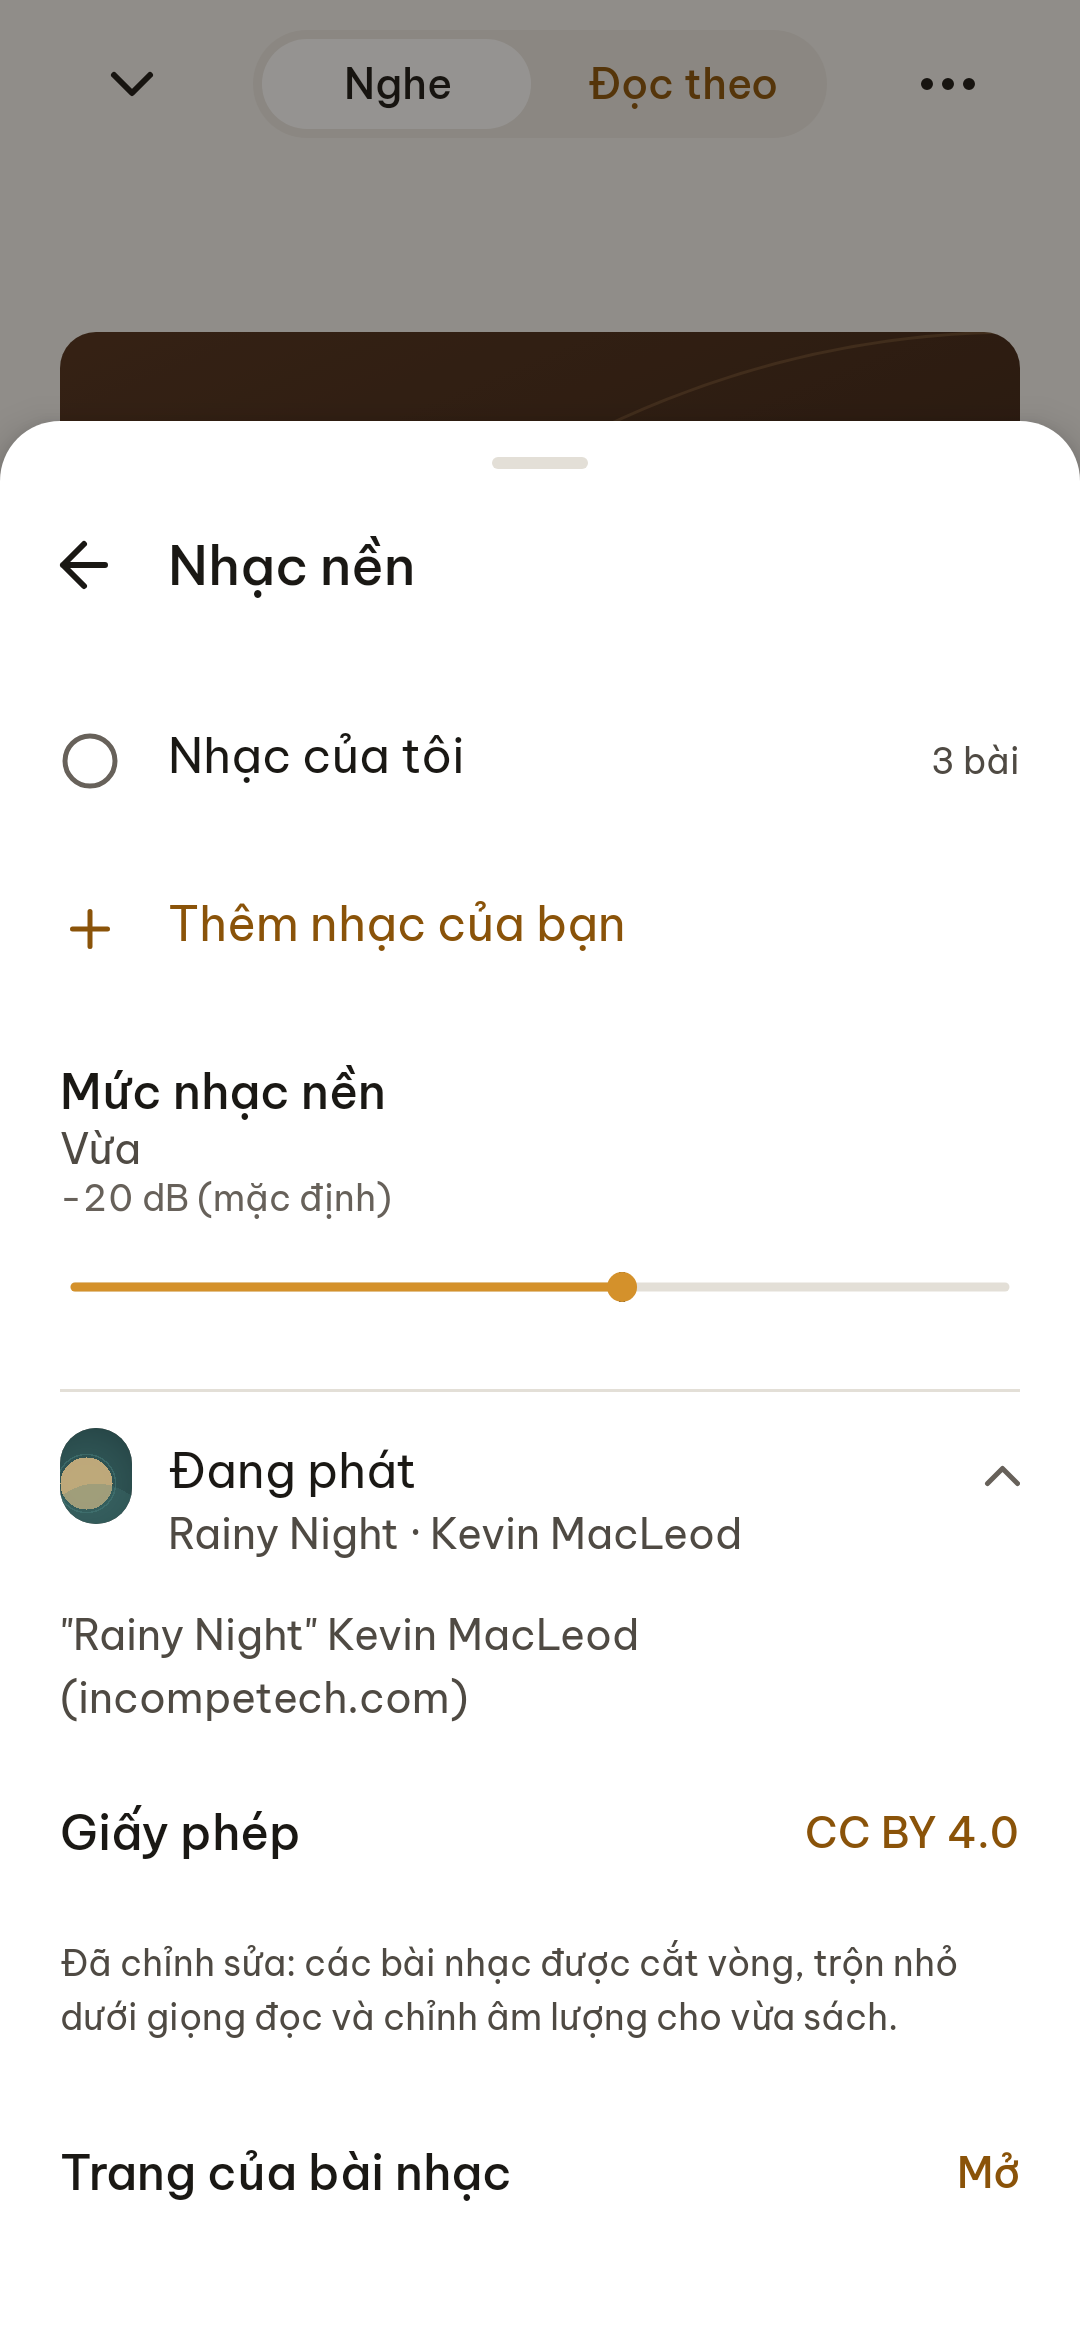 Nghe
Đọc theo
Nhạc nền
Nhạc của tôi
3 bài
Thêm nhạc của bạn
Mức nhạc nền
Vừa
-20 dB (mặc định)
Đang phát
Rainy Night · Kevin MacLeod
"Rainy Night" Kevin MacLeod
(incompetech.com)
Giấy phép
CC BY 4.0
Đã chỉnh sửa: các bài nhạc được cắt vòng, trộn nhỏ
dưới giọng đọc và chỉnh âm lượng cho vừa sách.
Trang của bài nhạc
Mở